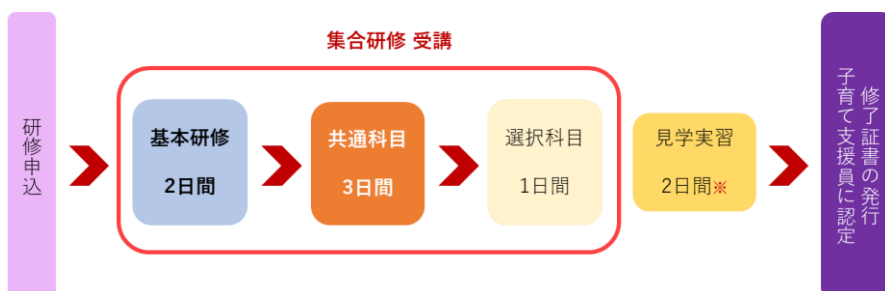 集合研修 受講
研修申込
基本研修
2日間
共通科目
3日間
選択科目
1日間
見学実習
2日間※
修了証書の発行
子育て支援員に認定